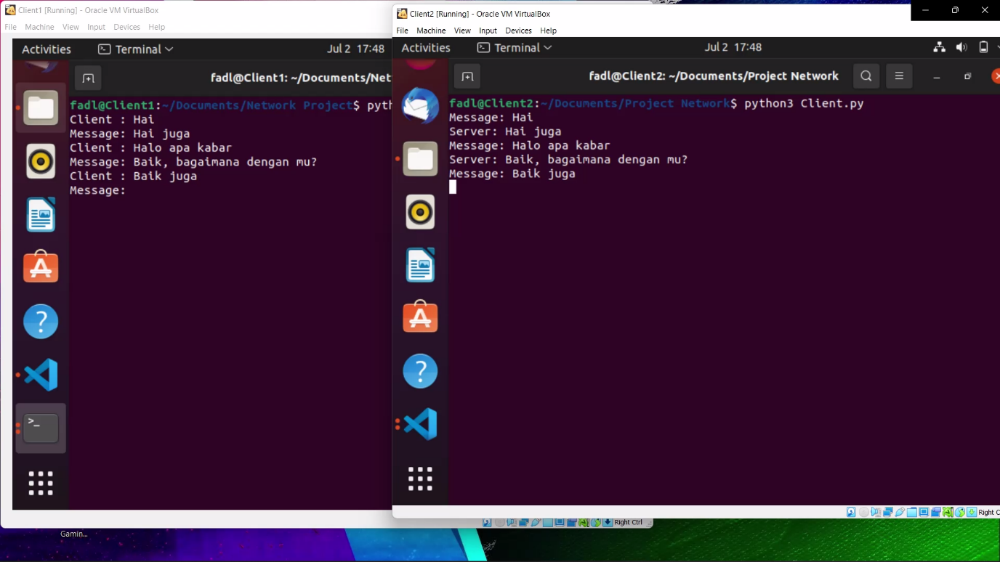 Client1 [Running] - Oracle VM VirtualBox
File Machine View Input Devices Help
Activities Terminal Jul 2 17:48
fadl@Client1: ~/Documents/Net
fadl@Client1:~/Documents/Network Project$ pyth
Client : Hai
Message: Hai juga
Client : Halo apa kabar
Message: Baik, bagaimana dengan mu?
Client : Baik juga
Message:
Right Ctrl
Gamin...
Client2 [Running] - Oracle VM VirtualBox
File Machine View Input Devices Help
Activities Terminal Jul 2 17:48
fadl@Client2: ~/Documents/Project Network
fadl@Client2:~/Documents/Project Network$ python3 Client.py
Message: Hai
Server: Hai juga
Message: Halo apa kabar
Server: Baik, bagaimana dengan mu?
Message: Baik juga
Right C